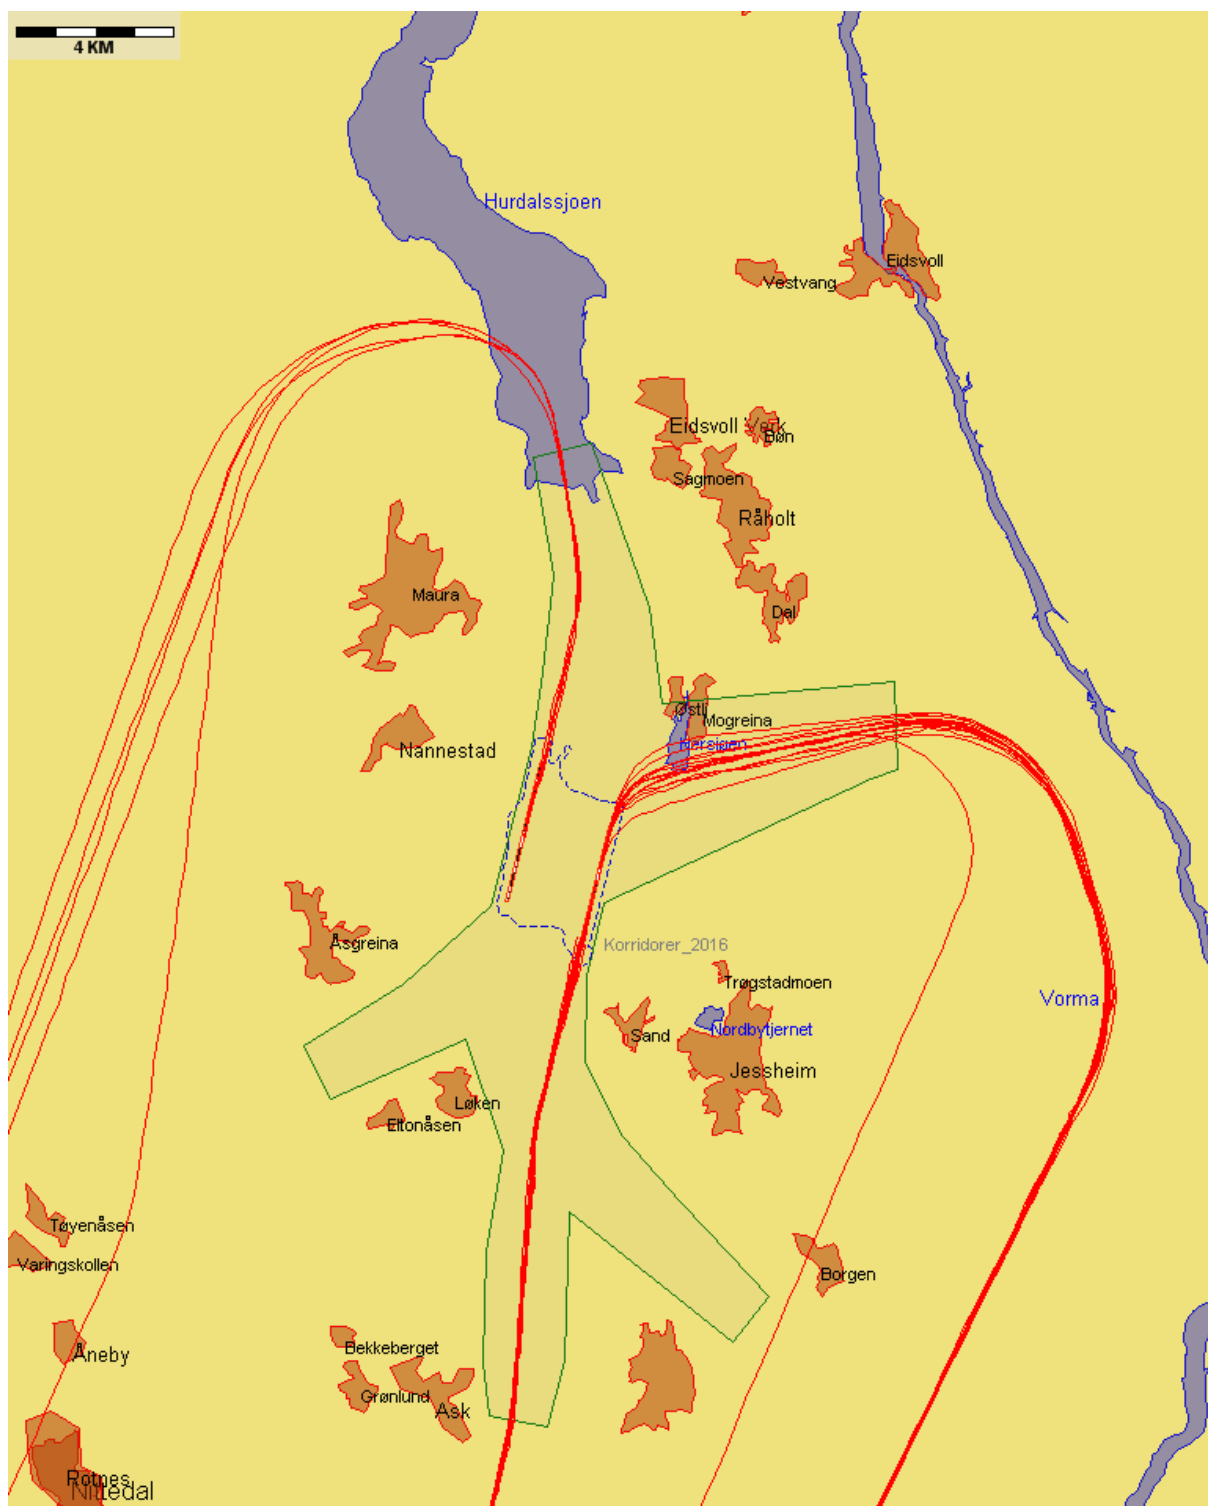 4 KM
Hurdalssjoen
Eidsvoll
Vestvang
Eidsvoll Verk
Bøn
Sagmoen
Råholt
Maura
Dal
Østli
Mogreina
Nannestad
Korridorer_2016
Åsgreina
Trøgstadmoen
Vorma
Nordbytjernet
Sand
Jessheim
Løken
Eltonåsen
Tøyenåsen
Varingskollen
Borgen
Bekkeberget
Åneby
Grønlund
Ask
Rotnes
Nittedal